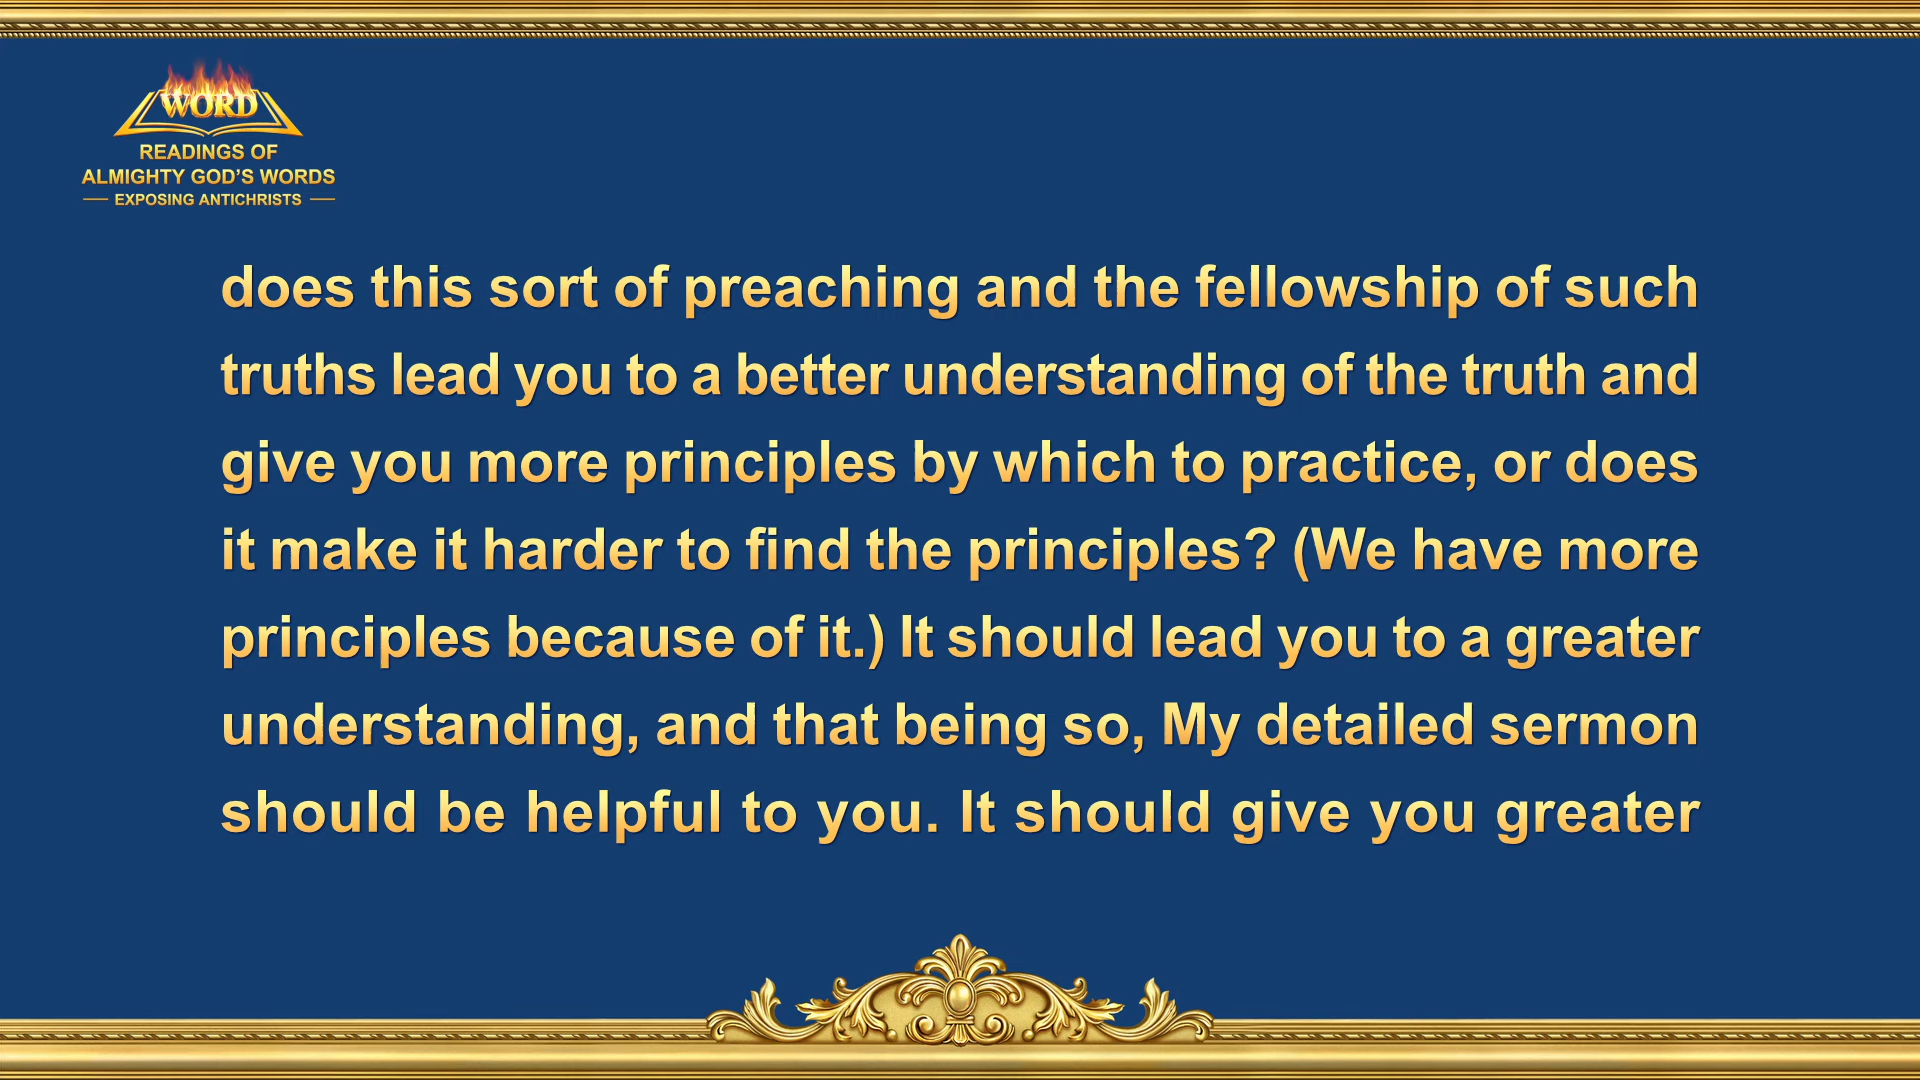 WORD
READINGS OF
ALMIGHTY GOD'S WORDS
EXPOSING ANTICHRISTS
does this sort of preaching and the fellowship of such
truths lead you to a better understanding of the truth and
give you more principles by which to practice, or does
it make it harder to find the principles? (We have more
principles because of it.) It should lead you to a greater
understanding, and that being so, My detailed sermon
should be helpful to you. It should give you greater